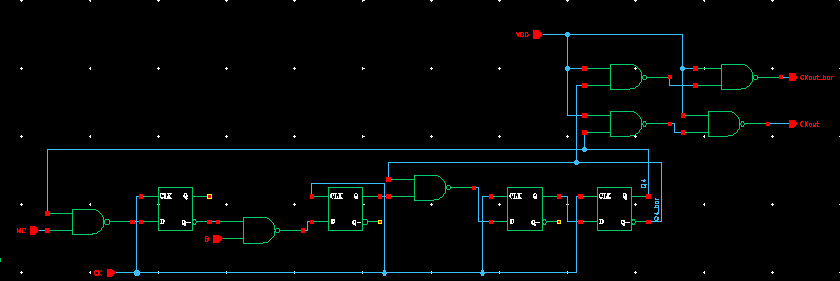 VDD
CKout_bar
CKout
Q4
Q4_bar
CLK Q
D Q-
CLK Q
D Q-
CLK Q
D Q-
CLK Q
D Q-
MC
B
CK